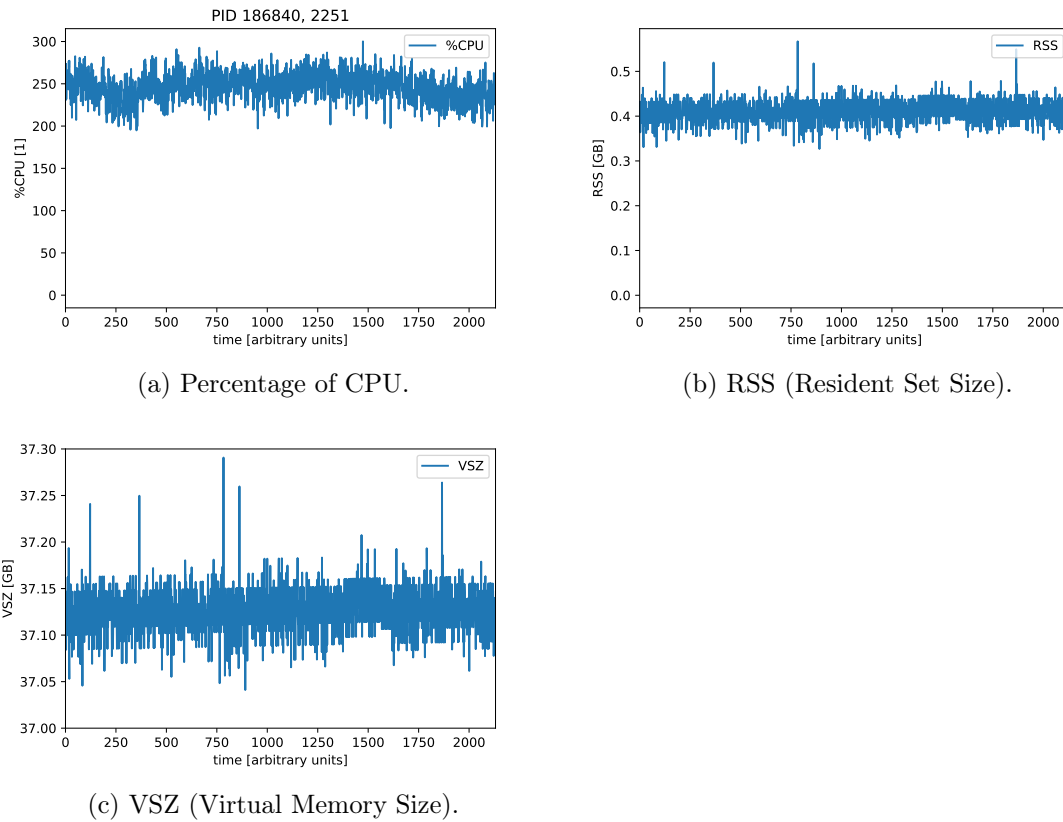 PID 186840, 2251
300
250
200
150
100
50
0
%CPU [1]
%CPU
0 250 500 750 1000 1250 1500 1750 2000
time [arbitrary units]
(a) Percentage of CPU.
0.5
0.4
0.3
0.2
0.1
0.0
RSS [GB]
RSS
0 250 500 750 1000 1250 1500 1750 2000
time [arbitrary units]
(b) RSS (Resident Set Size).
37.30
37.25
37.20
37.15
37.10
37.05
37.00
VSZ [GB]
VSZ
0 250 500 750 1000 1250 1500 1750 2000
time [arbitrary units]
(c) VSZ (Virtual Memory Size).